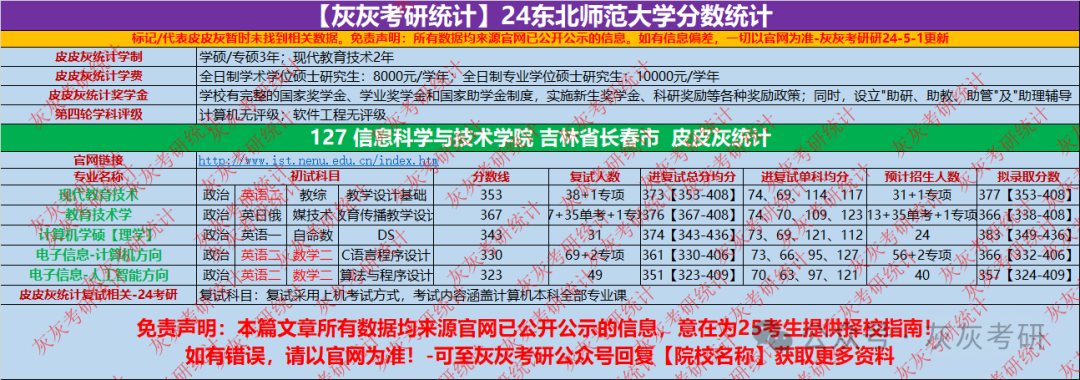 【灰灰考研统计】24东北师范大学分数统计
标记/代表皮皮灰暂时未找到相关数据。免责声明：所有数据均来源官网已公开公示的信息。如有信息偏差，一切以官网为准-灰灰考研研24-5-1更新
皮皮灰统计学制 学硕/专硕3年；现代教育技术2年
皮皮灰统计学费 全日制学术学位硕士研究生：8000元/学年；全日制专业学位硕士研究生：10000元/学年
皮皮灰统计奖学金 学校有完整的国家奖学金、学业奖学金和国家助学金制度，实施新生奖学金、科研奖励等各种奖励政策；同时，设立"助研、助教、助管"及"助理辅导
第四轮学科评级 计算机无评级；软件工程无评级
127 信息科学与技术学院 吉林省长春市 皮皮灰统计
官网链接 http://www.ist.nenu.edu.cn/index.htm
专业名称 初试科目 分数线 复试人数 进复试总分均分 进复试单科均分 预计招生人数 拟录取分数
现代教育技术 政治 英语二 教综 教学设计基础 353 38+1专项 373【353-408】 74、69、114、117 31+1专项 377【353-408】
教育技术学 政治 英日俄 媒技术 教育传播教学设计 367 7+35单考+1专项 376【367-408】 74、70、109、123 13+35单考+1专项 366【338-408】
计算机学硕【理学】 政治 英语一 自命数 DS 343 31 374【343-436】 73、69、121、112 24 383【349-436】
电子信息-计算机方向 政治 英语二 数学二 C语言程序设计 330 69+2专项 361【330-406】 73、66、95、127 56+2专项 366【332-406】
电子信息-人工智能方向 政治 英语二 数学二 算法与程序设计 323 49 351【323-409】 70、63、97、121 40 357【324-409】
皮皮灰统计复试相关-24考研 复试科目：复试采用上机考试方式，考试内容涵盖计算机本科全部专业课
免责声明：本篇文章所有数据均来源官网已公开公示的信息，意在为25考生提供择校指南！
如有错误，请以官网为准！-可至灰灰考研公众号回复【院校名称】获取更多资料
公众号：灰灰考研
灰灰考研统计